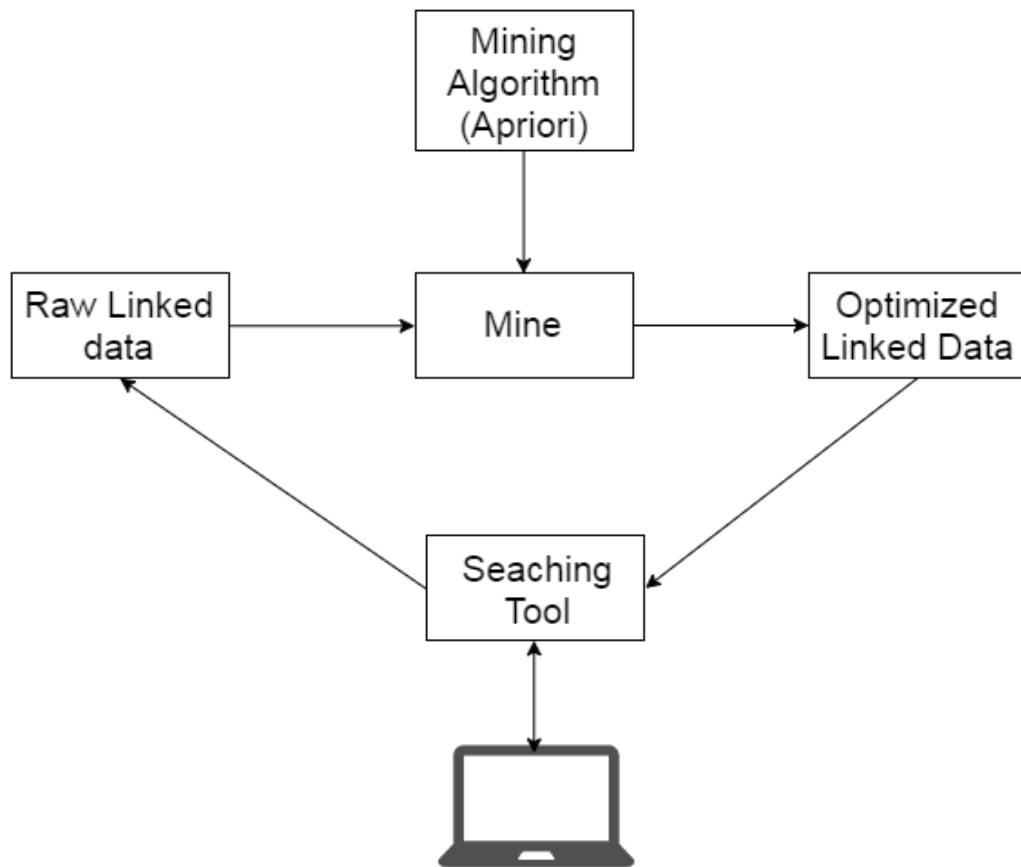 Mining
Algorithm
(Apriori)
Raw Linked
data
Mine
Optimized
Linked Data
Seaching
Tool